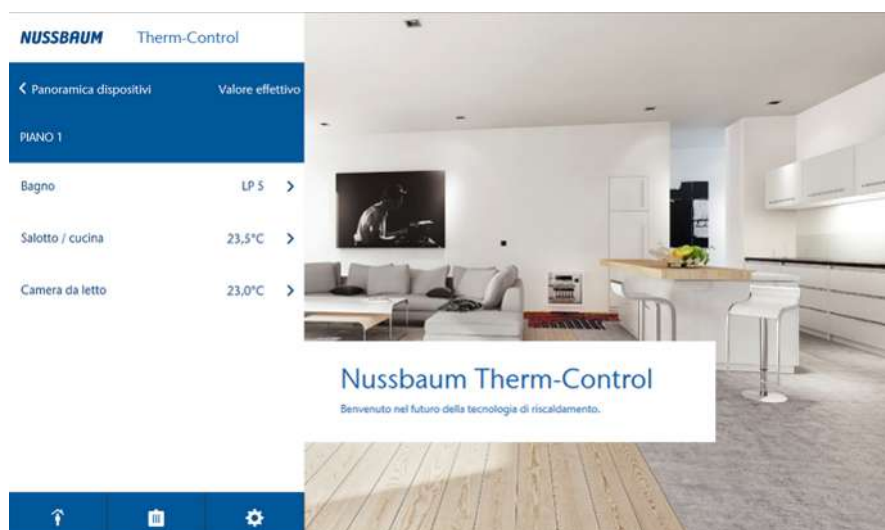 NUSSBAUM Therm-Control
Panoramica dispositivi Valore effettivo
PIANO 1
Bagno LP 5
Salotto / cucina 23,5°C
Camera da letto 23,0°C
Nussbaum Therm-Control
Benvenuto nel futuro della tecnologia di riscaldamento.